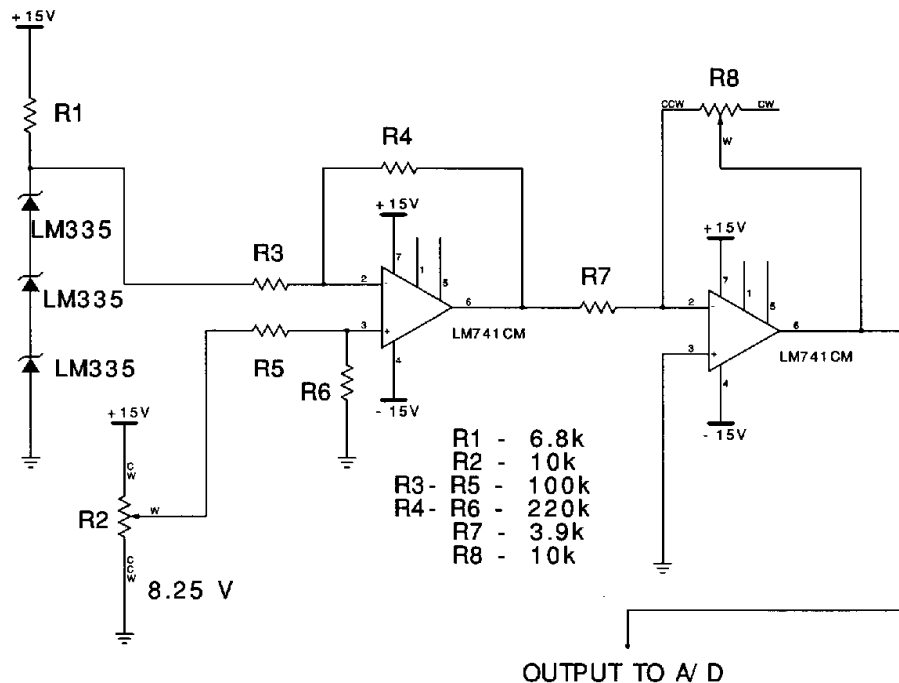 +15V
R1
LM335
LM335
LM335
+15V
CW
R2
W
CCW
8.25 V
R3
R4
R5
R6
+15V
7
1
5
2
3
6
4
LM741CM
- 15V
R7
R8
CCW
CW
W
+15V
7
1
5
2
3
6
4
LM741CM
- 15V
R1 - 6.8k
R2 - 10k
R3- R5 - 100k
R4- R6 - 220k
R7 - 3.9k
R8 - 10k
OUTPUT TO A/D